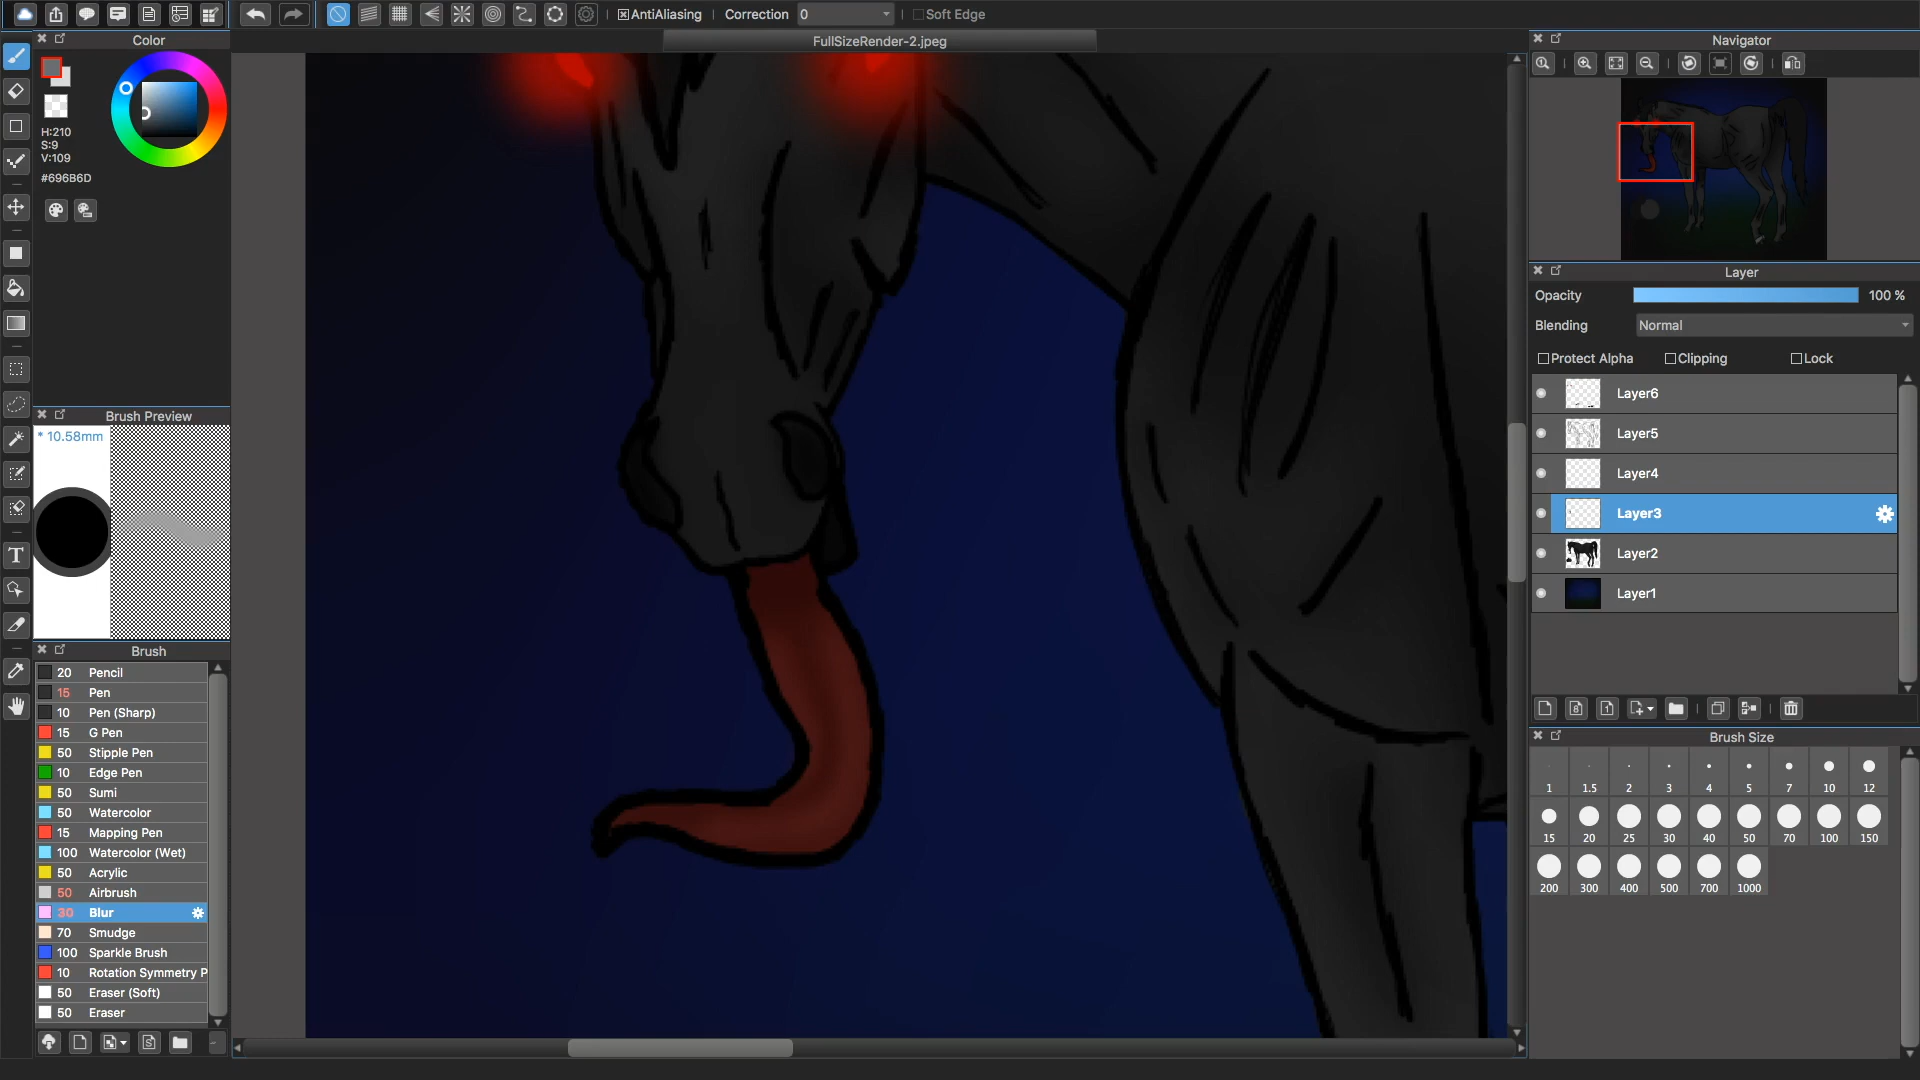 AntiAliasing
Correction
0
Soft Edge
FullSizeRender-2.jpeg
Color
H:210
S:9
V:109
#696B6D
Brush Preview
* 10.58mm
Brush
20 Pencil
15 Pen
10 Pen (Sharp)
15 G Pen
50 Stipple Pen
10 Edge Pen
50 Sumi
50 Watercolor
15 Mapping Pen
100 Watercolor (Wet)
50 Acrylic
50 Airbrush
30 Blur
70 Smudge
100 Sparkle Brush
10 Rotation Symmetry P
50 Eraser (Soft)
50 Eraser
Navigator
Layer
Opacity
100 %
Blending
Normal
Protect Alpha
Clipping
Lock
Layer6
Layer5
Layer4
Layer3
Layer2
Layer1
Brush Size
1 1.5 2 3 4 5 7 10 12
15 20 25 30 40 50 70 100 150
200 300 400 500 700 1000